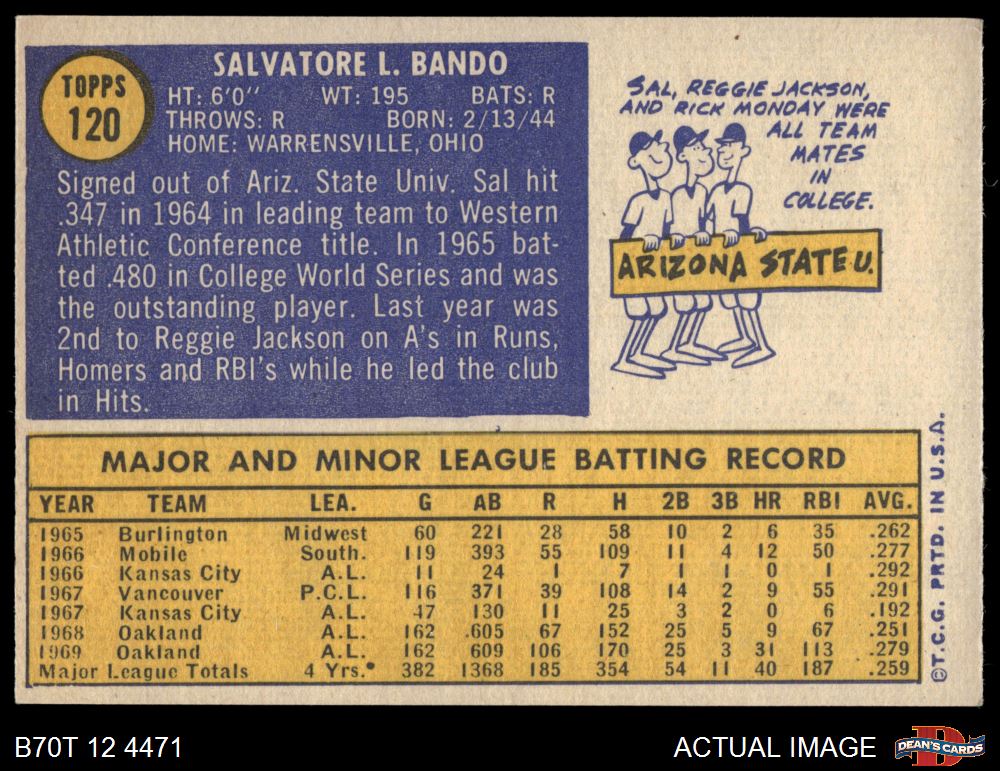 TOPPS
120
SALVATORE L. BANDO
HT: 6'0" WT: 195 BATS: R
THROWS: R BORN: 2/13/44
HOME: WARRENSVILLE, OHIO
Signed out of Ariz. State Univ. Sal hit
.347 in 1964 in leading team to Western
Athletic Conference title. In 1965 bat-
ted .480 in College World Series and was
the outstanding player. Last year was
2nd to Reggie Jackson on A's in Runs,
Homers and RBI's while he led the club
in Hits.
SAL, REGGIE JACKSON,
AND RICK MONDAY WERE
ALL TEAM
MATES
IN
COLLEGE.
ARIZONA STATE U.
MAJOR AND MINOR LEAGUE BATTING RECORD
YEAR TEAM LEA. G AB R H 2B 3B HR RBI AVG.
1965 Burlington Midwest 60 221 28 58 10 2 6 35 .262
1966 Mobile South. 119 393 55 109 11 4 12 50 .277
1966 Kansas City A.L. 11 24 1 7 1 1 0 1 .292
1967 Vancouver P.C.L. 116 371 39 108 14 2 9 55 .291
1967 Kansas City A.L. 47 130 11 25 3 2 0 6 .192
1968 Oakland A.L. 162 .605 67 152 25 5 9 67 .251
1969 Oakland A.L. 162 609 106 170 25 3 31 113 .279
Major League Totals 4 Yrs.• 382 1368 185 354 54 11 40 187 .259
©T.C.G. PRTD. IN U.S.A.
B70T 12 4471
ACTUAL IMAGE
DEAN'S CARDS